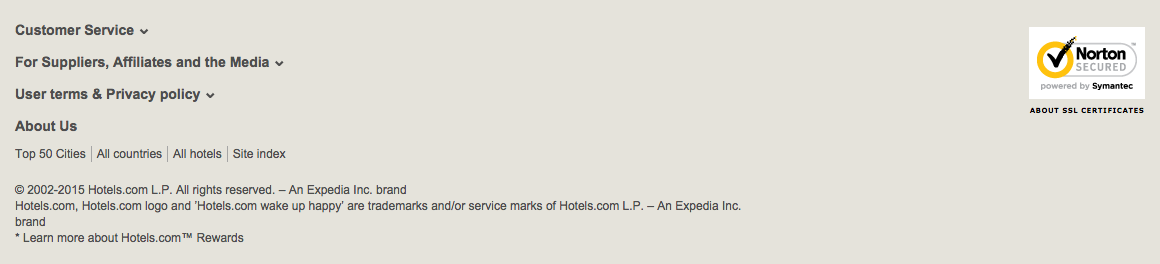 Customer Service
For Suppliers, Affiliates and the Media
User terms & Privacy policy
About Us
Top 50 Cities | All countries | All hotels | Site index
© 2002-2015 Hotels.com L.P. All rights reserved. – An Expedia Inc. brand
Hotels.com, Hotels.com logo and 'Hotels.com wake up happy' are trademarks and/or service marks of Hotels.com L.P. – An Expedia Inc.
brand
* Learn more about Hotels.com™ Rewards
Norton™
SECURED
powered by Symantec
ABOUT SSL CERTIFICATES